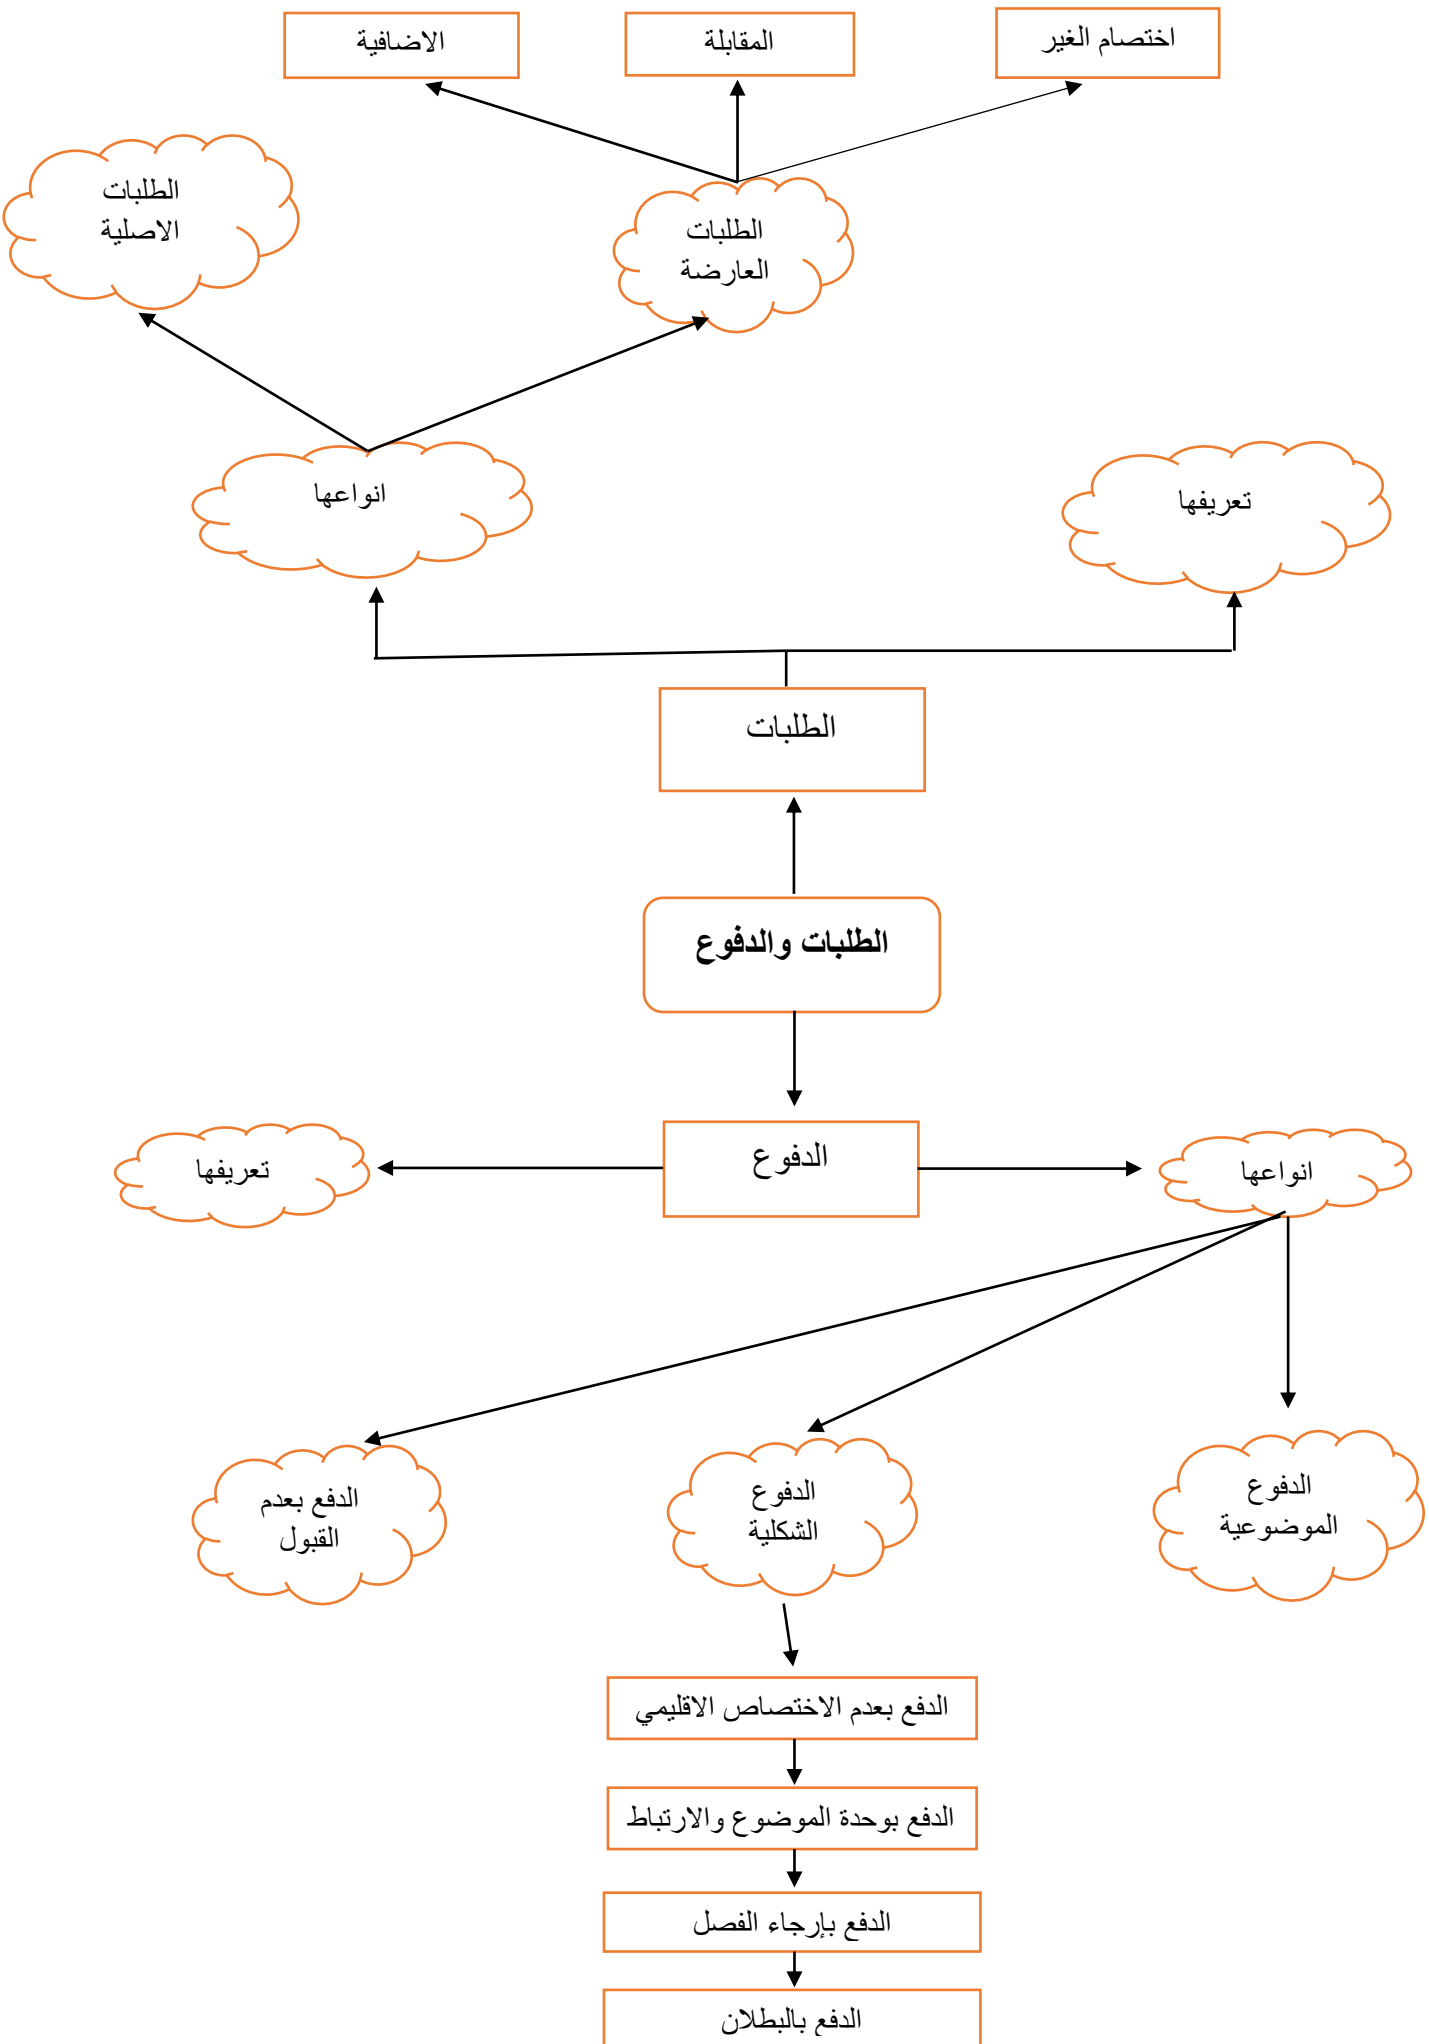 اختصام الغير
المقابلة
الاضافية
الطلبات
العارضة
الطلبات
الاصلية
تعريفها
انواعها
الطلبات
الطلبات والدفوع
الدفوع
انواعها
تعريفها
الدفوع
الموضوعية
الدفوع
الشكلية
الدفع بعدم
القبول
الدفع بعدم الاختصاص الاقليمي
الدفع بوحدة الموضوع والارتباط
الدفع بإرجاء الفصل
الدفع بالبطلان